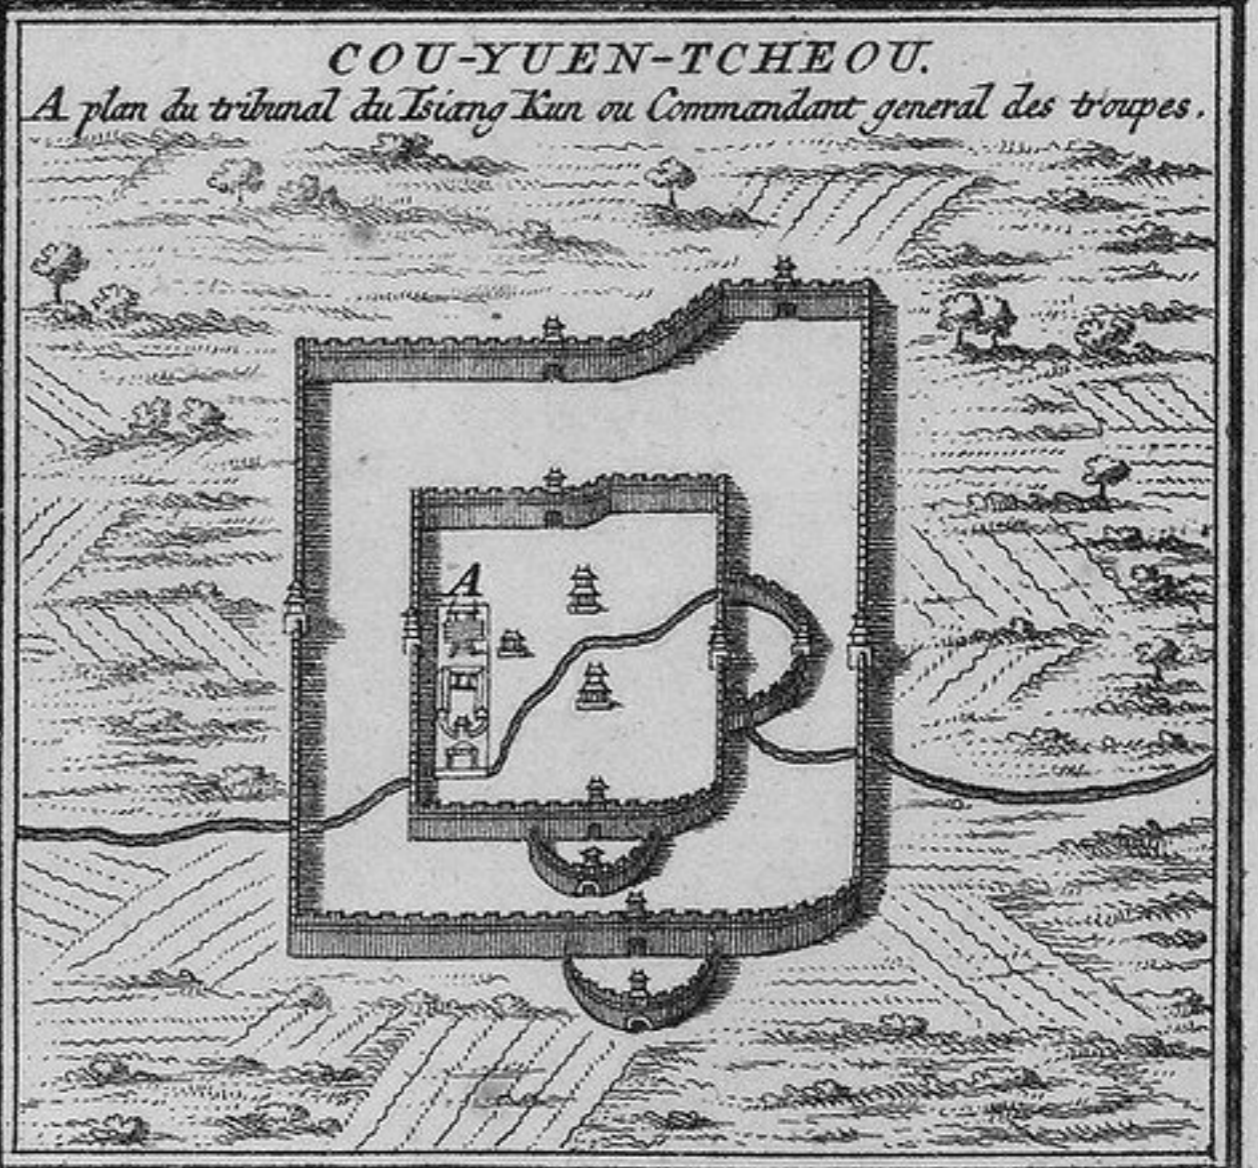 COU-YUEN-TCHEOU.
A plan du tribunal du Tsiang Kun ou Commandant general des troupes.
A